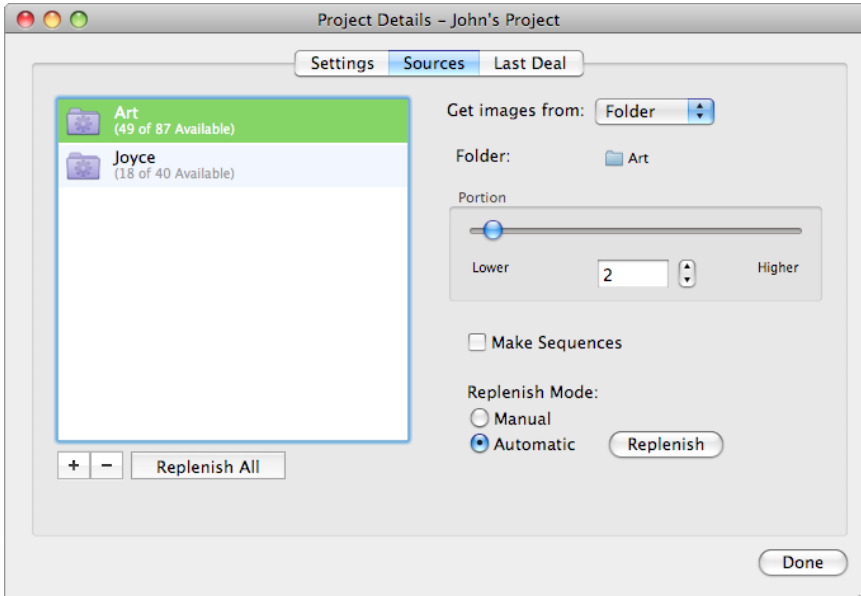 Project Details – John's Project
Settings Sources Last Deal
Art
(49 of 87 Available)
Joyce
(18 of 40 Available)
+ − Replenish All
Get images from: Folder
Folder: Art
Portion
Lower 2 Higher
Make Sequences
Replenish Mode:
Manual
Automatic Replenish
Done